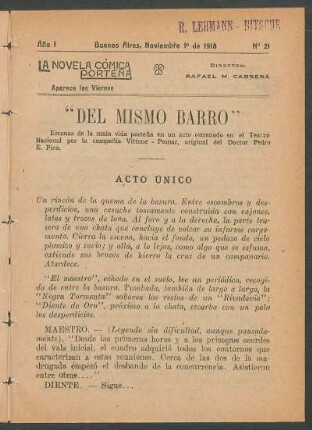 R. LEHMANN - NITSCHE
Año I
Buenos Aires, Noviembre 1º de 1918
Nº 21
LA NOVELA CÓMICA
PORTEÑA
DIRECTOR:
RAFAEL M. CABRERA
Aparece los Viernes
"DEL MISMO BARRO"
Escenas de la mala vida porteña en un acto estrenado en el Teatro
Nacional por la compañía Vittone - Pomar, original del Doctor Pedro
E. Pico.
ACTO ÚNICO
Un rincón de la quema de la basura. Entre escombros y des-
perdicios, una covacha toscamente construida con cajones,
latas y trozos de lona. Al foro y a la derecha, la parte trase-
ra de una chata que concluye de volcar su informe carga-
mento. Cierra la escena, hacia el fondo, un pedazo de cielo
plomizo y sucio; y allá, a lo lejos, como algo que se esfuma,
extiende sus brazos de hierro la cruz de un campanario.
Atardece.
"El maestro", echado en el suelo, lee un periódico, recogi-
do de entre la basura. Tumbada, también de largo a largo, la
"Negra Tormenta" saborea los restos de un "Rivadavia";
"Diente de Oro", próximo a la chata, escarba con un palo
los desperdicios.
MAESTRO. — (Leyendo sin dificultad, aunque pausada-
mente). "Desde las primeras horas y a los primeros acordes
del vals inicial, el cuadro adquirió todos los contornos que
caracterizan a estas reuniones. Cerca de las dos de la ma-
drugada empezó el desbande de la concurrencia. Asistieron
entre otros...."
DIENTE. — Sigue...